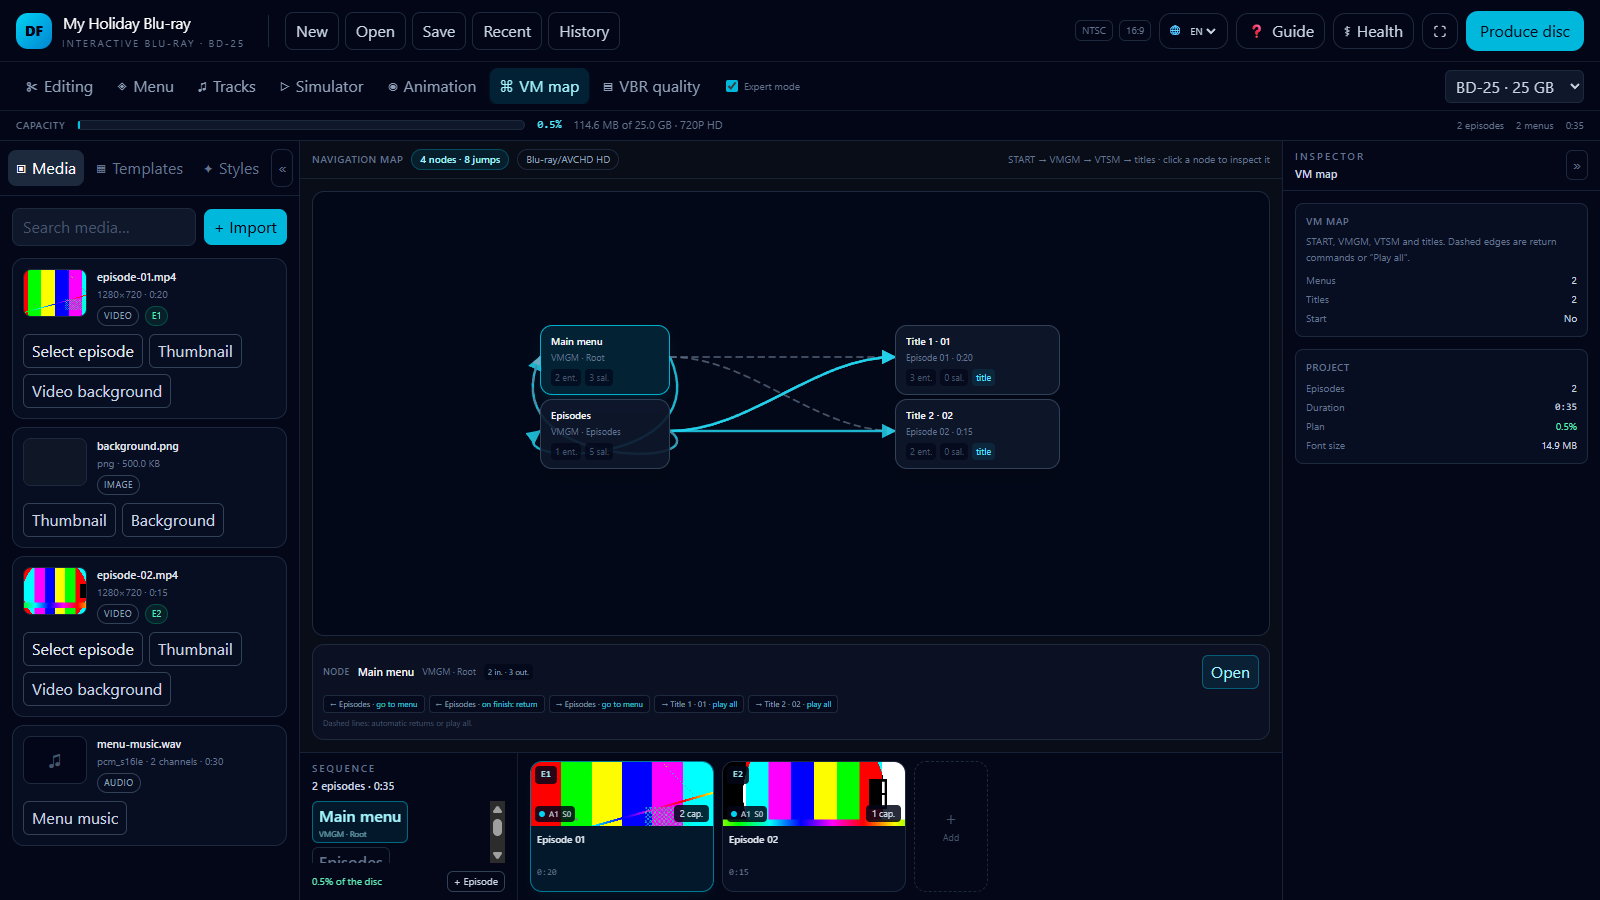 DF
My Holiday Blu-ray
INTERACTIVE BLU-RAY · BD-25
New
Open
Save
Recent
History
NTSC
16:9
EN
Guide
Health
Produce disc
Editing
Menu
Tracks
Simulator
Animation
VM map
VBR quality
Expert mode
BD-25 · 25 GB
CAPACITY
0.5%
114.6 MB of 25.0 GB · 720P HD
2 episodes
2 menus
0:35
Media
Templates
Styles
«
Search media...
+ Import
episode-01.mp4
1280×720 · 0:20
VIDEO
E1
Select episode
Thumbnail
Video background
background.png
png · 500.0 KB
IMAGE
Thumbnail
Background
episode-02.mp4
1280×720 · 0:15
VIDEO
E2
Select episode
Thumbnail
Video background
menu-music.wav
pcm_s16le · 2 channels · 0:30
AUDIO
Menu music
NAVIGATION MAP
4 nodes · 8 jumps
Blu-ray/AVCHD HD
START → VMGM → VTSM → titles · click a node to inspect it
Main menu
VMGM · Root
2 ent.
3 sal.
Episodes
VMGM · Episodes
1 ent.
5 sal.
Title 1 · 01
Episode 01 · 0:20
3 ent.
0 sal.
title
Title 2 · 02
Episode 02 · 0:15
2 ent.
0 sal.
title
NODE
Main menu
VMGM · Root
2 in. · 3 out.
Open
← Episodes · go to menu
← Episodes · on finish: return
→ Episodes · go to menu
→ Title 1 · 01 · play all
→ Title 2 · 02 · play all
Dashed lines: automatic returns or play all.
SEQUENCE
2 episodes · 0:35
Main menu
VMGM · Root
Episodes
0.5% of the disc
+ Episode
E1
A1 S0
2 cap.
Episode 01
0:20
E2
A1 S0
1 cap.
Episode 02
0:15
+
Add
INSPECTOR
VM map
»
VM MAP
START, VMGM, VTSM and titles. Dashed edges are return
commands or "Play all".
Menus
2
Titles
2
Start
No
PROJECT
Episodes
2
Duration
0:35
Plan
0.5%
Font size
14.9 MB